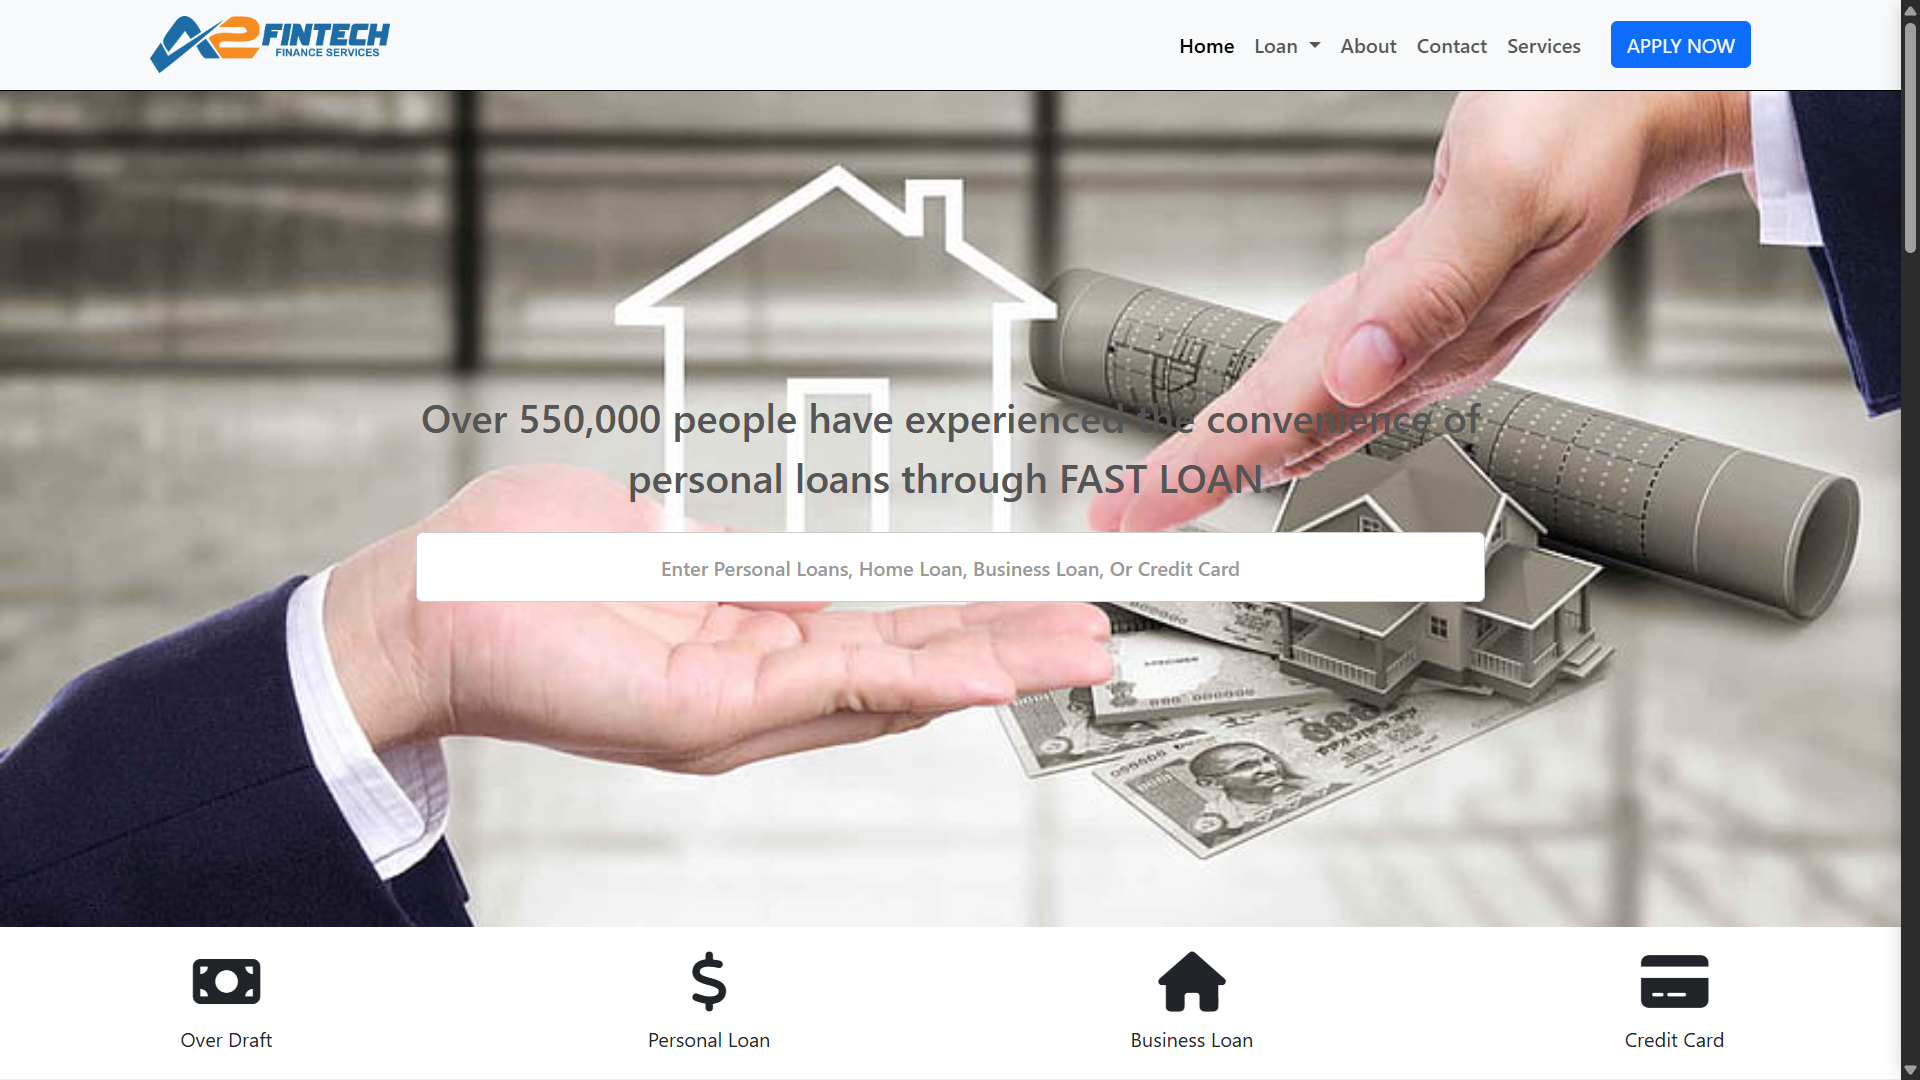 A2 FINTECH
FINANCE SERVICES
Home
Loan
About
Contact
Services
APPLY NOW
Over 550,000 people have experienced the convenience of
personal loans through FAST LOAN.
Enter Personal Loans, Home Loan, Business Loan, Or Credit Card
Over Draft
Personal Loan
Business Loan
Credit Card